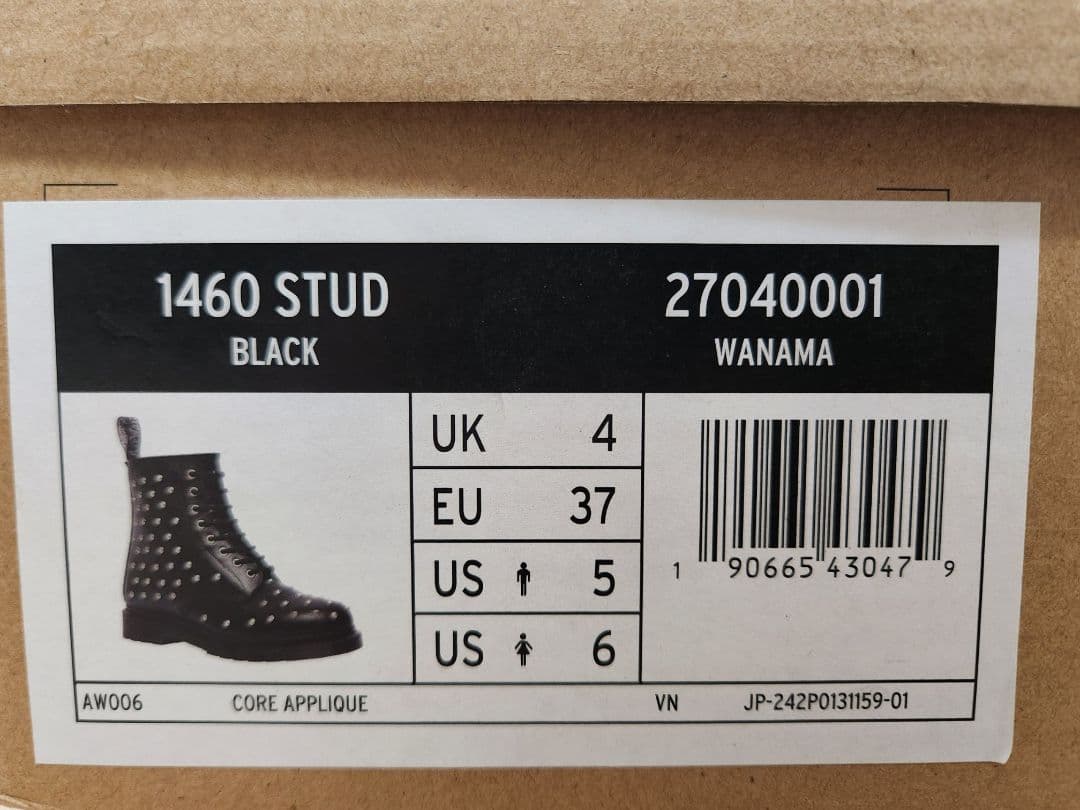 1460 STUD
BLACK
27040001
WANAMA
UK 4
EU 37
US 5
US 6
1 90665 43047 9
AW006 CORE APPLIQUE VN JP-242P0131159-01